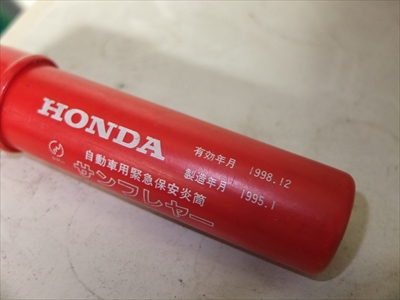 HONDA
有効年月 1998.12
自動車用緊急保安炎筒
製造年月 1995.1
サンフレヤー